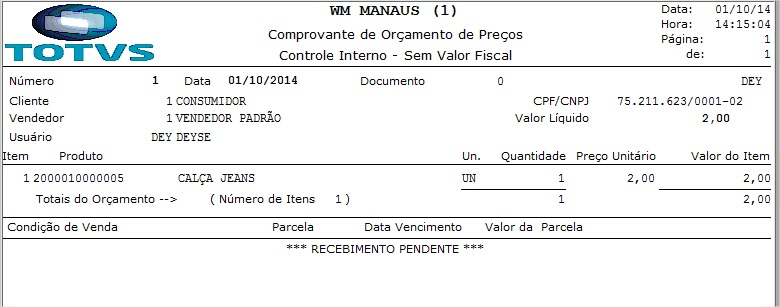 TOTVS
WM MANAUS (1)
Comprovante de Orçamento de Preços
Controle Interno - Sem Valor Fiscal
Data: 01/10/14
Hora: 14:15:04
Página: 1
de: 1
Número 1 Data 01/10/2014 Documento 0 DEY
Cliente 1 CONSUMIDOR CPF/CNPJ 75.211.623/0001-02
Vendedor 1 VENDEDOR PADRÃO Valor Líquido 2,00
Usuário DEY DEYSE
Item Produto Un. Quantidade Preço Unitário Valor do Item
1 2000010000005 CALÇA JEANS UN 1 2,00 2,00
Totais do Orçamento --> ( Número de Itens 1 ) 1 2,00
Condição de Venda Parcela Data Vencimento Valor da Parcela
*** RECEBIMENTO PENDENTE ***